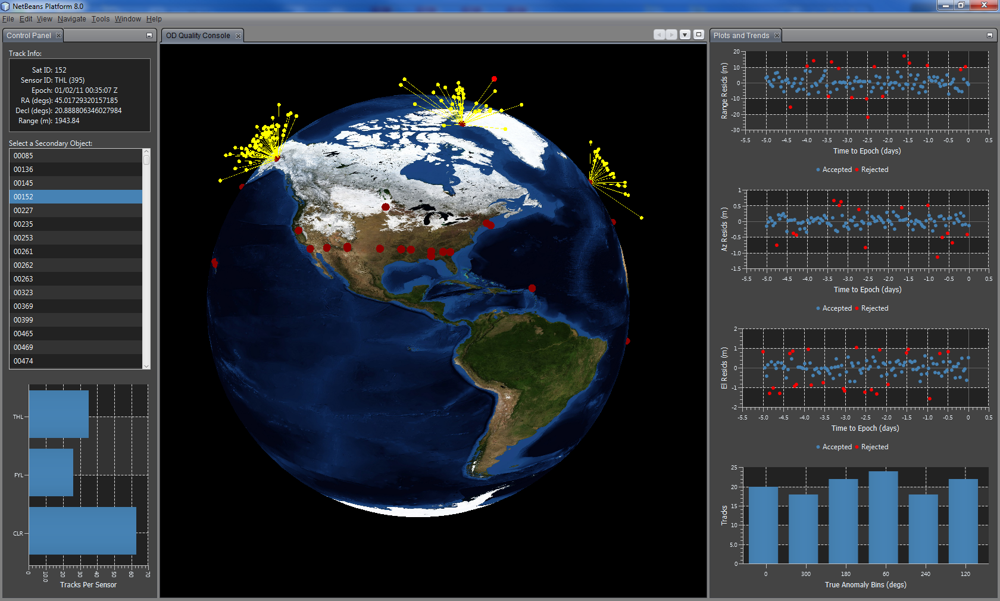 NetBeans Platform 8.0
File Edit View Navigate Tools Window Help
Control Panel
Track Info:
Sat ID: 152
Sensor ID: THL (395)
Epoch: 01/02/11 00:35:07 Z
RA (degs): 45.01729320157185
Decl (degs): 20.888806346027984
Range (m): 1943.84
Select a Secondary Object:
00085
00136
00145
00152
00227
00235
00253
00261
00262
00263
00323
00369
00399
00465
00469
00474
THL
FYL
CLR
0 10.0 20 30 40 50 60 70
Tracks Per Sensor
OD Quality Console
Plots and Trends
Range Resids (m)
20
10
0
-10
-20
-30
-5.5 -5.0 -4.5 -4.0 -3.5 -3.0 -2.5 -2.0 -1.5 -1.0 -0.5 0 0.5
Time to Epoch (days)
Accepted Rejected
Az Resids (m)
1
0.5
0
-0.5
-1.0
-1.5
-5.5 -5.0 -4.5 -4.0 -3.5 -3.0 -2.5 -2.0 -1.5 -1.0 -0.5 0 0.5
Time to Epoch (days)
Accepted Rejected
El Resids (m)
2
1
0
-1
-2
-5.5 -5.0 -4.5 -4.0 -3.5 -3.0 -2.5 -2.0 -1.5 -1.0 -0.5 0 0.5
Time to Epoch (days)
Accepted Rejected
Tracks
25
20
15
10
5.0
0
0 300 180 60 240 120
True Anomaly Bins (degs)